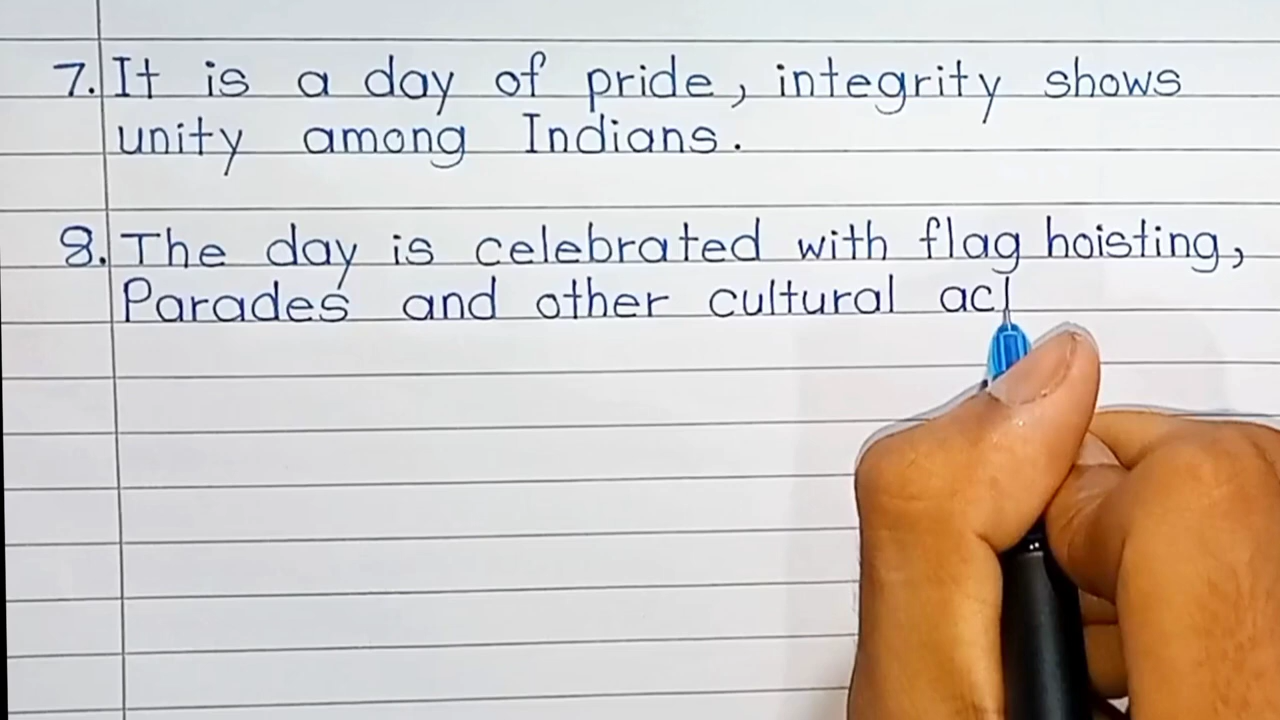 7. It is a day of pride, integrity shows
unity among Indians.
8. The day is celebrated with flag hoisting,
Parades and other cultural